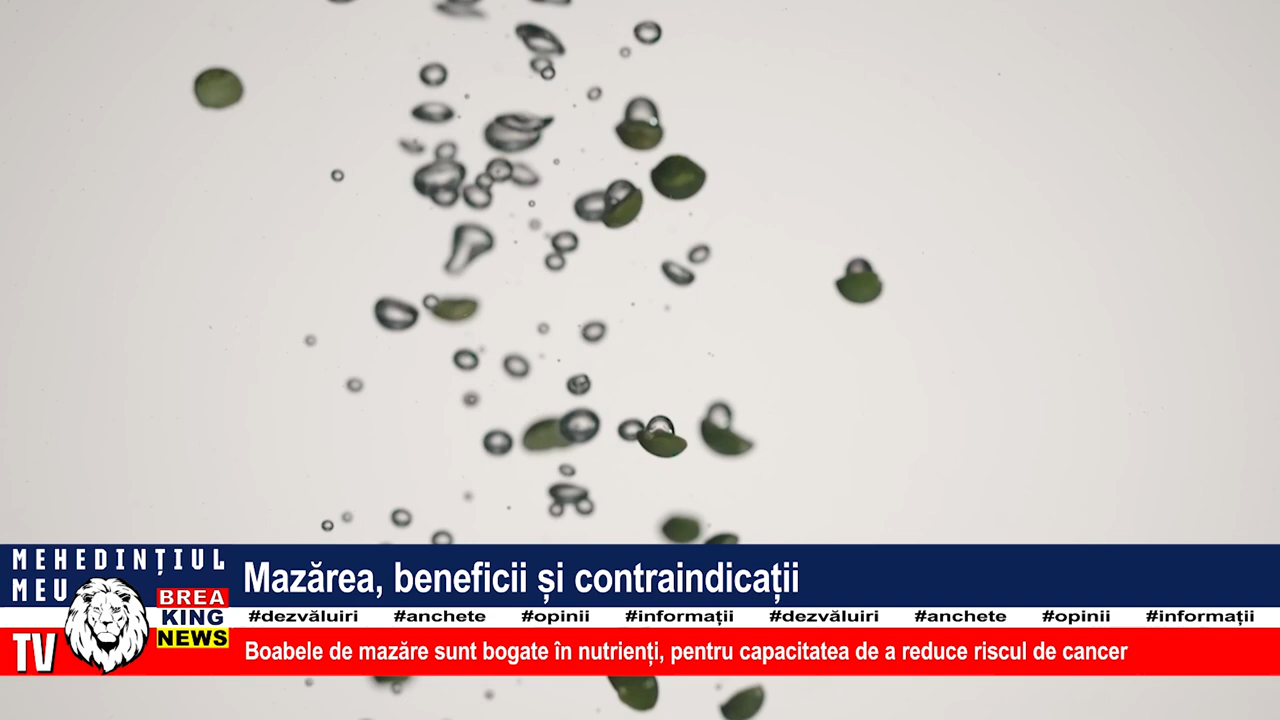 MEHEDINȚIUL
MEU
TV
BREA
KING
NEWS
Mazărea, beneficii și contraindicații
#dezvăluiri #anchete #opinii #informații #dezvăluiri #anchete #opinii #informații
Boabele de mazăre sunt bogate în nutrienți, pentru capacitatea de a reduce riscul de cancer